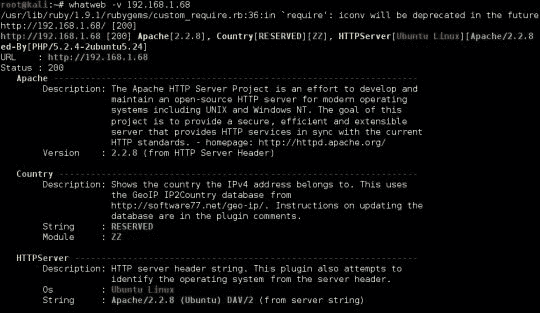 root@kali:~# whatweb -v 192.168.1.68
/usr/lib/ruby/1.9.1/rubygems/custom_require.rb:36:in `require': iconv will be deprecated in the future
http://192.168.1.68/ [200]
http://192.168.1.68 [200] Apache[2.2.8], Country[RESERVED][ZZ], HTTPServer[Ubuntu Linux][Apache/2.2.8
ed-By[PHP/5.2.4-2ubuntu5.24]
URL    : http://192.168.1.68
Status : 200
   Apache ----------------------------------------------------------------
        Description: The Apache HTTP Server Project is an effort to develop and
                     maintain an open-source HTTP server for modern operating
                     systems including UNIX and Windows NT. The goal of this
                     project is to provide a secure, efficient and extensible
                     server that provides HTTP services in sync with the current
                     HTTP standards. - homepage: http://httpd.apache.org/
        Version    : 2.2.8 (from HTTP Server Header)
   Country ---------------------------------------------------------------
        Description: Shows the country the IPv4 address belongs to. This uses
                     the GeoIP IP2Country database from
                     http://software77.net/geo-ip/. Instructions on updating the
                     database are in the plugin comments.
        String     : RESERVED
        Module     : ZZ
   HTTPServer ------------------------------------------------------------
        Description: HTTP server header string. This plugin also attempts to
                     identify the operating system from the server header.
        Os         : Ubuntu Linux
        String     : Apache/2.2.8 (Ubuntu) DAV/2 (from server string)